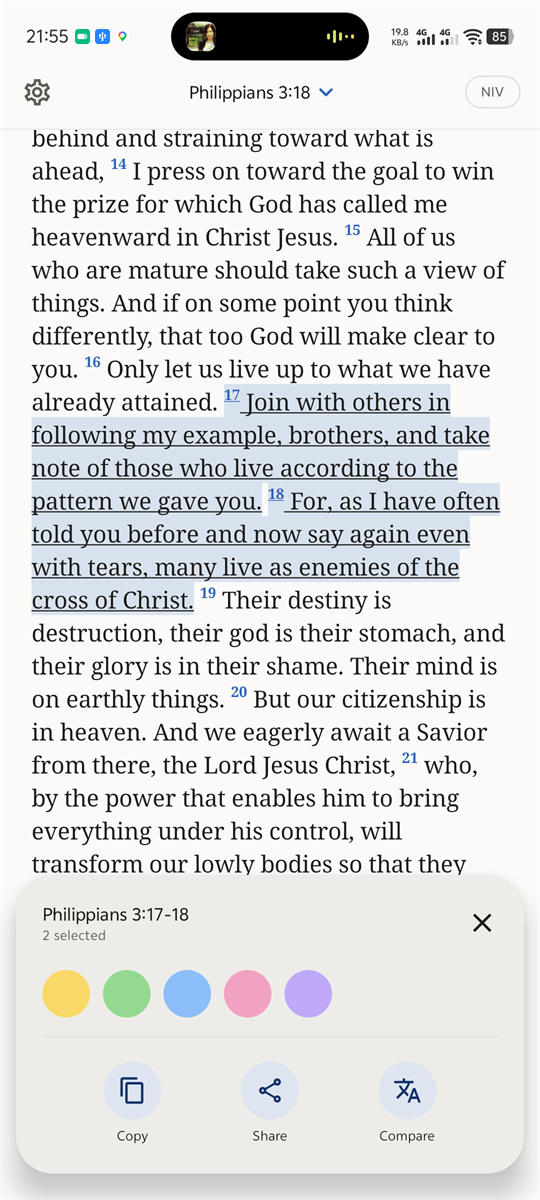 21:55
19.8
KB/s
4G
4G
85
Philippians 3:18
NIV
behind and straining toward what is
ahead, 14 I press on toward the goal to win
the prize for which God has called me
heavenward in Christ Jesus. 15 All of us
who are mature should take such a view of
things. And if on some point you think
differently, that too God will make clear to
you. 16 Only let us live up to what we have
already attained. 17 Join with others in
following my example, brothers, and take
note of those who live according to the
pattern we gave you. 18 For, as I have often
told you before and now say again even
with tears, many live as enemies of the
cross of Christ. 19 Their destiny is
destruction, their god is their stomach, and
their glory is in their shame. Their mind is
on earthly things. 20 But our citizenship is
in heaven. And we eagerly await a Savior
from there, the Lord Jesus Christ, 21 who,
by the power that enables him to bring
everything under his control, will
transform our lowly bodies so that they
Philippians 3:17-18
2 selected
Copy
Share
Compare